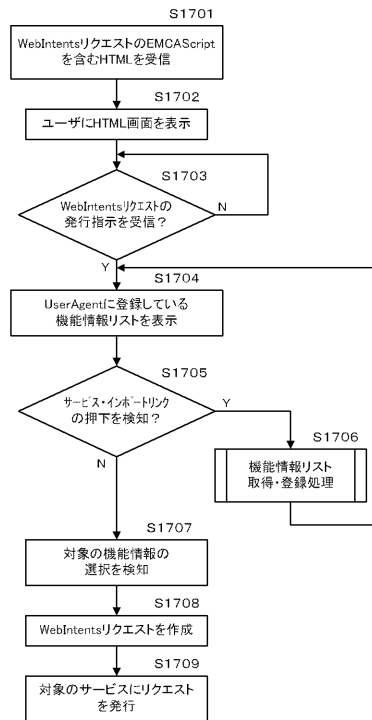 S1701
WebIntentsリクエストのEMCAScript
を含むHTMLを受信
S1702
ユーザにHTML画面を表示
S1703
WebIntentsリクエストの
発行指示を受信？
N
Y
S1704
UserAgentに登録している
機能情報リストを表示
S1705
サービス・インポートリンク
の押下を検知？
Y
N
S1706
機能情報リスト
取得・登録処理
S1707
対象の機能情報の
選択を検知
S1708
WebIntentsリクエストを作成
S1709
対象のサービスにリクエスト
を発行